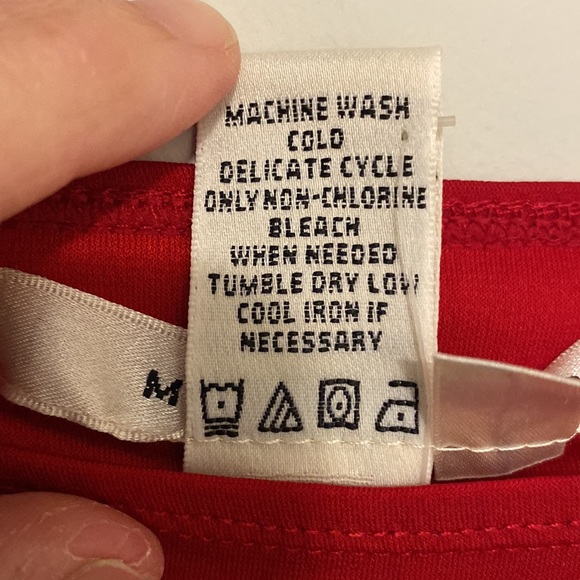 MACHINE WASH
COLD
DELICATE CYCLE
ONLY NON-CHLORINE
BLEACH
WHEN NEEDED
TUMBLE DRY LOW
COOL IRON IF
NECESSARY
M